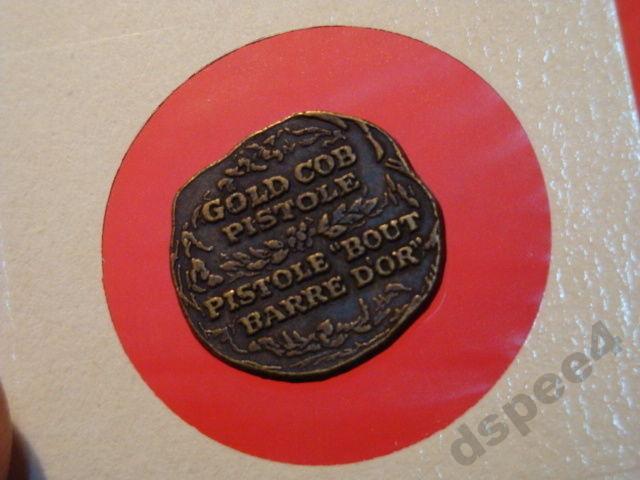 GOLD COB
PISTOLE
PISTOLE "BOUT
BARRE D'OR"
dspee4